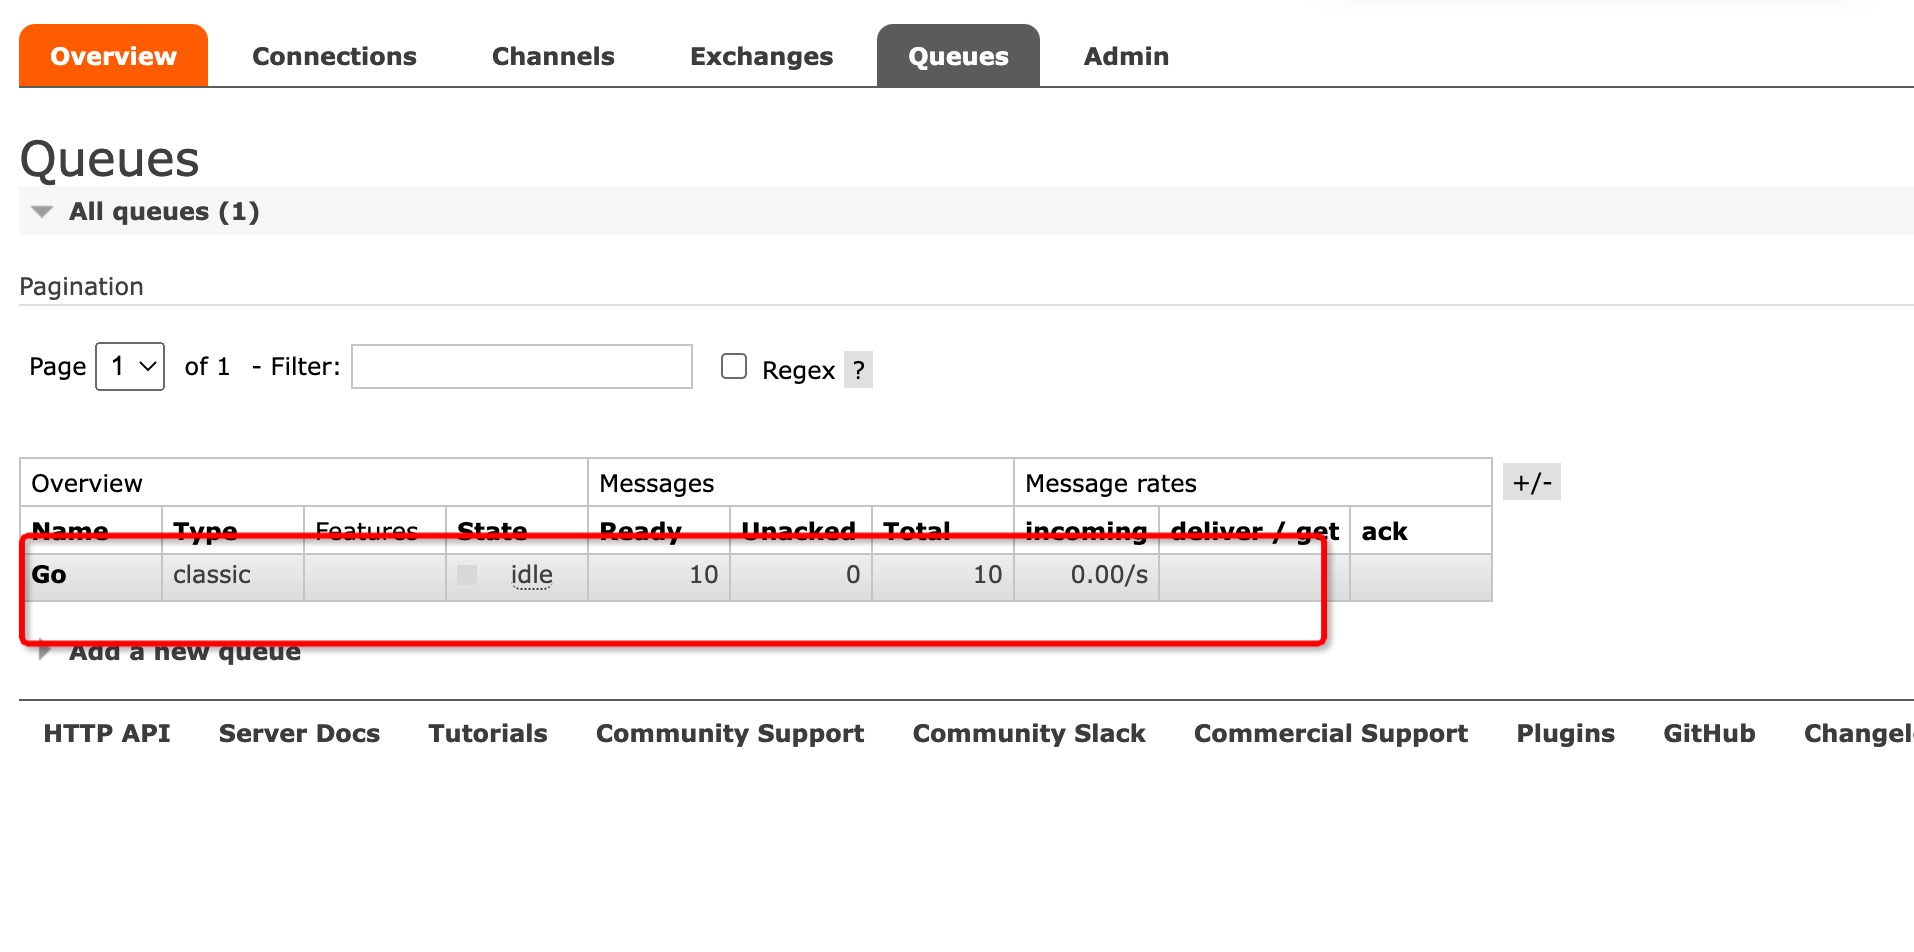 Overview Connections Channels Exchanges Queues Admin
Queues
All queues (1)
Pagination
Page 1 of 1 - Filter: Regex ?
Overview Messages Message rates +/-
Name Type Features State Ready Unacked Total incoming deliver / get ack
Go classic idle 10 0 10 0.00/s
Add a new queue
HTTP API Server Docs Tutorials Community Support Community Slack Commercial Support Plugins GitHub Changel